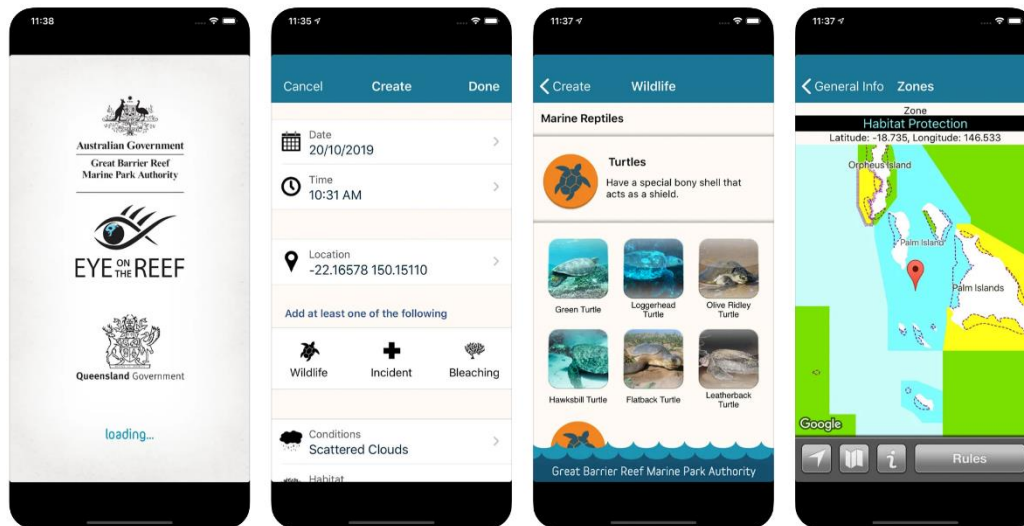 11:38
Australian Government
Great Barrier Reef
Marine Park Authority
EYE ON THE REEF
Queensland Government
loading...
11:35
Cancel Create Done
Date
20/10/2019
Time
10:31 AM
Location
-22.16578 150.15110
Add at least one of the following
Wildlife Incident Bleaching
Conditions
Scattered Clouds
Habitat
11:37
Create Wildlife
Marine Reptiles
Turtles
Have a special bony shell that
acts as a shield.
Green Turtle
Loggerhead
Turtle
Olive Ridley
Turtle
Hawksbill Turtle
Flatback Turtle
Leatherback
Turtle
Great Barrier Reef Marine Park Authority
11:37
General Info Zones
Zone
Habitat Protection
Latitude: -18.735, Longitude: 146.533
Orpheus Island
Palm Island
Palm Islands
Google
i
Rules